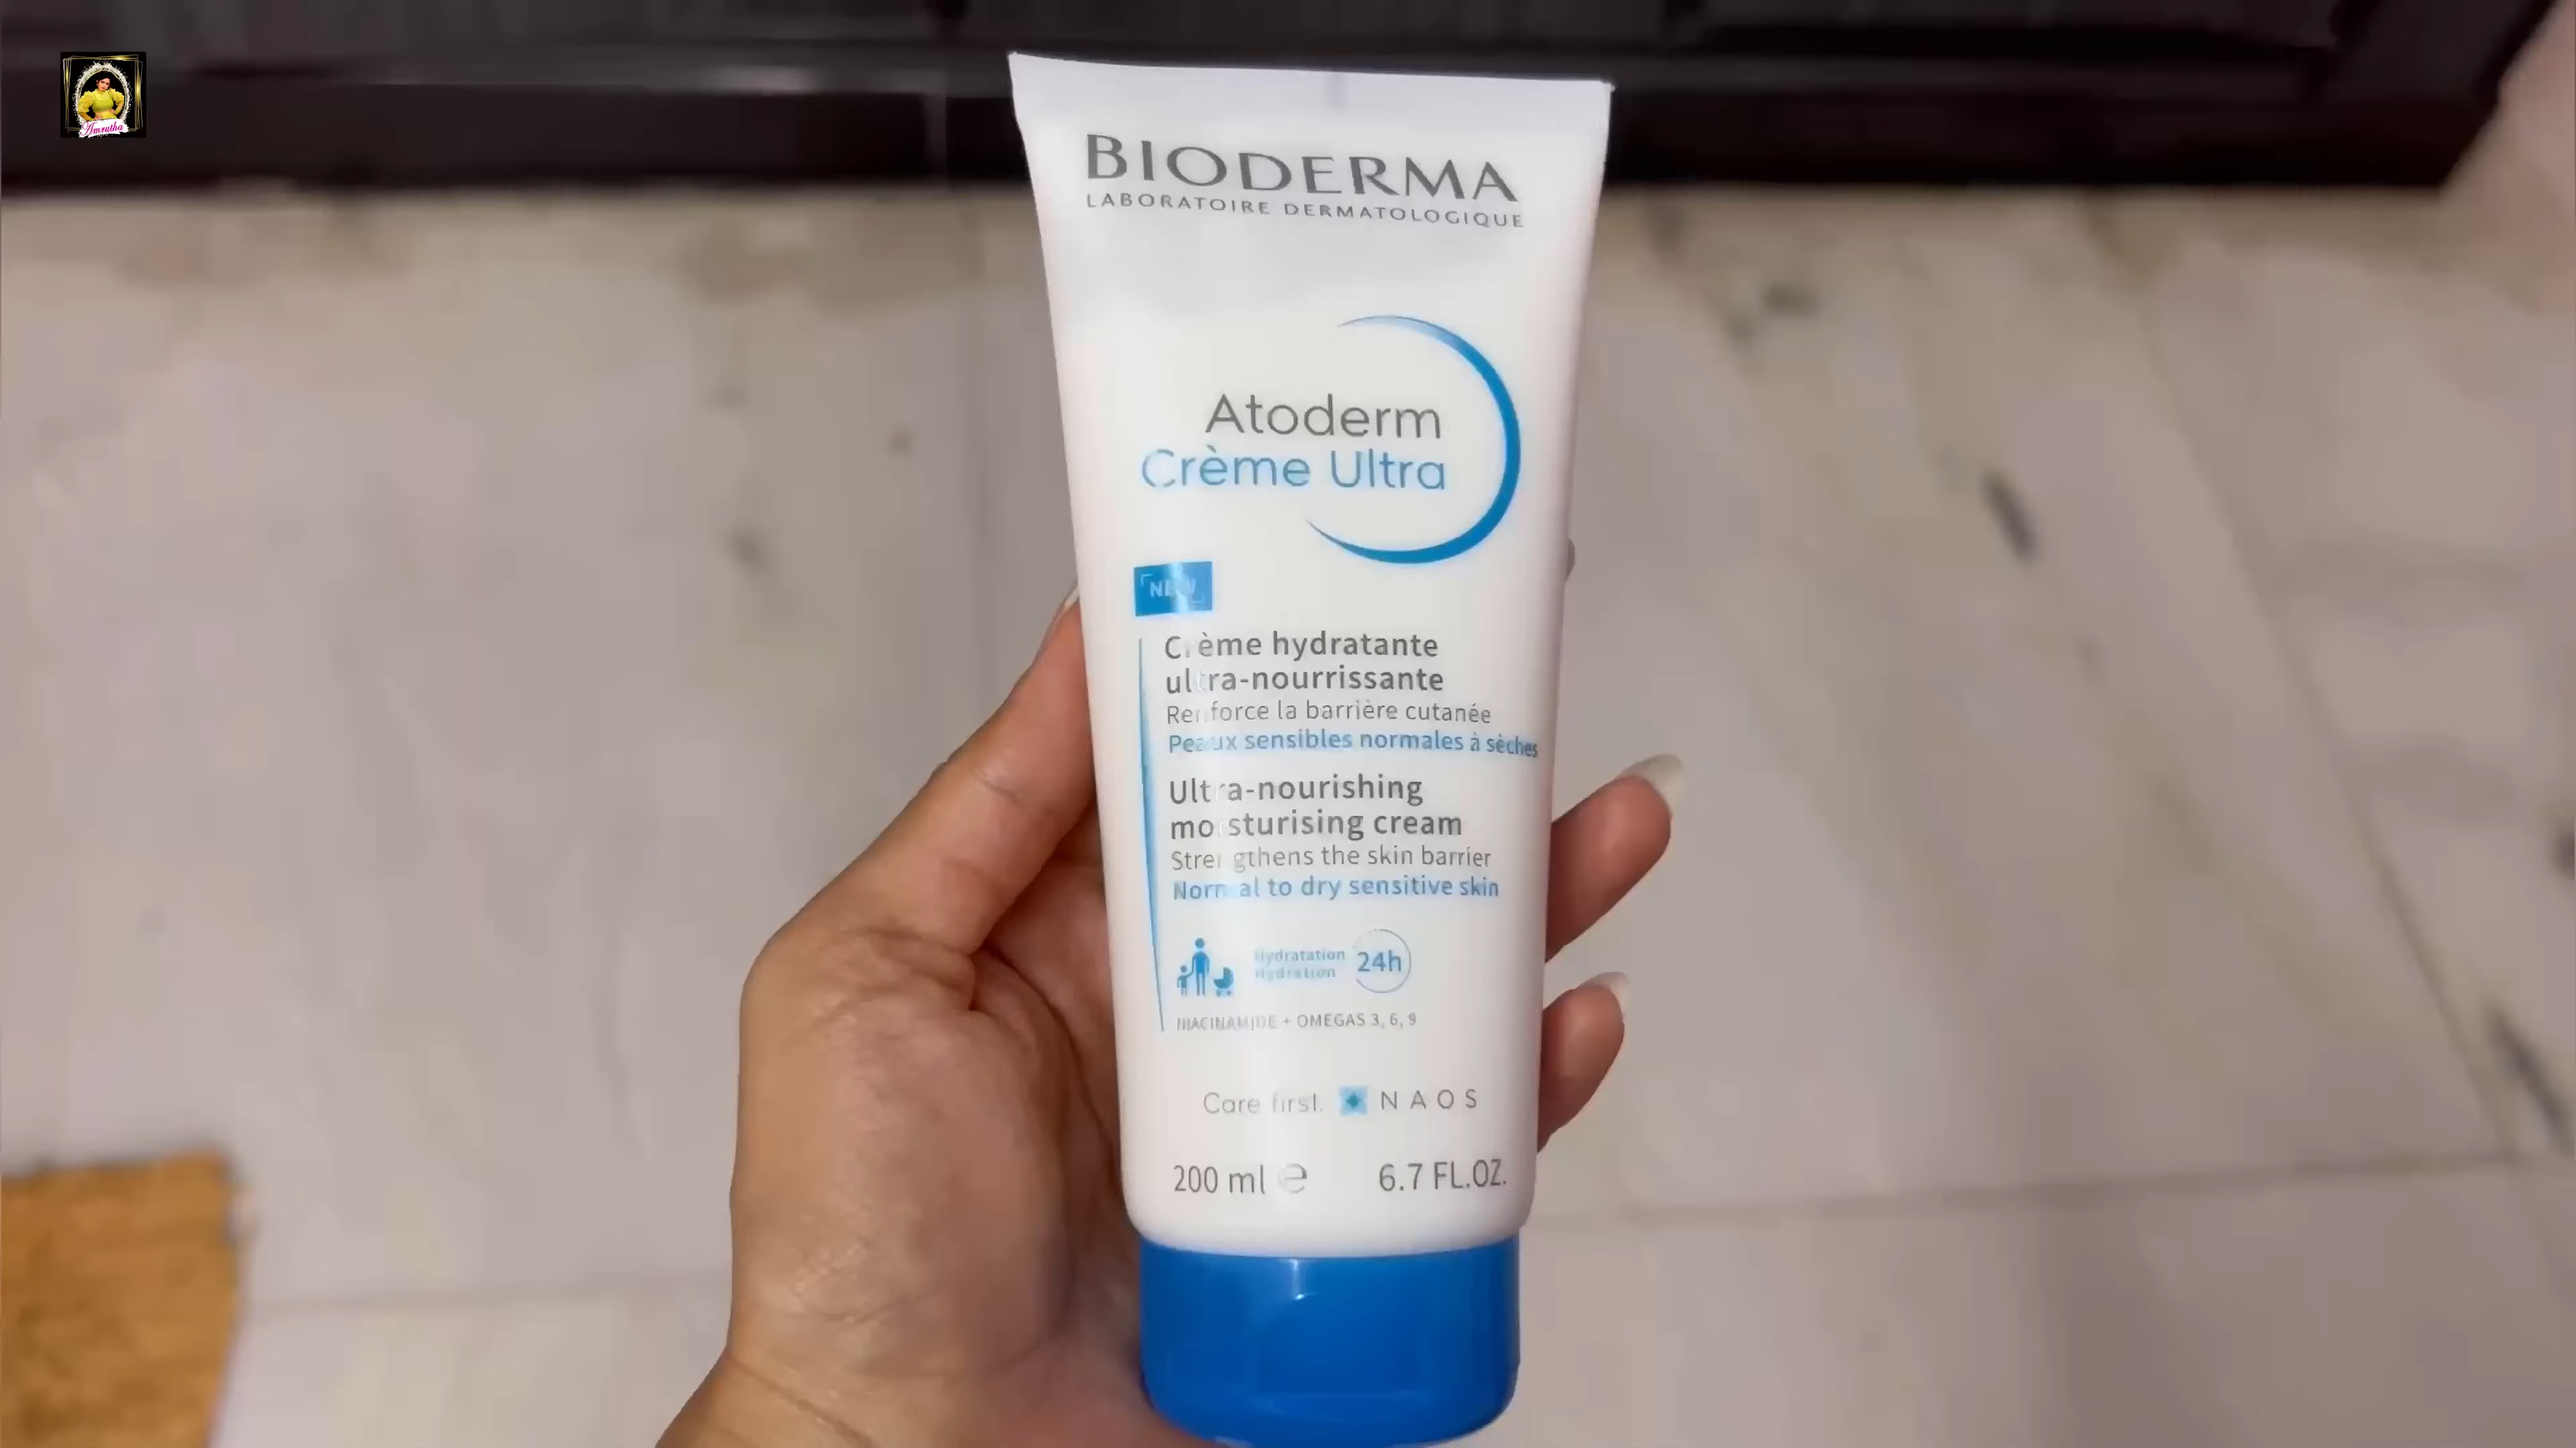 Amrutha
BIODERMA
LABORATOIRE DERMATOLOGIQUE
Atoderm
Crème Ultra
NEW
Crème hydratante
ultra-nourrissante
Renforce la barrière cutanée
Peaux sensibles normales à sèches
Ultra-nourishing
moisturising cream
Strengthens the skin barrier
Normal to dry sensitive skin
Hydratation
Hydration
24h
NIACINAMIDE + OMEGAS 3, 6, 9
Care first. NAOS
200 ml ℮ 6.7 FL.OZ.